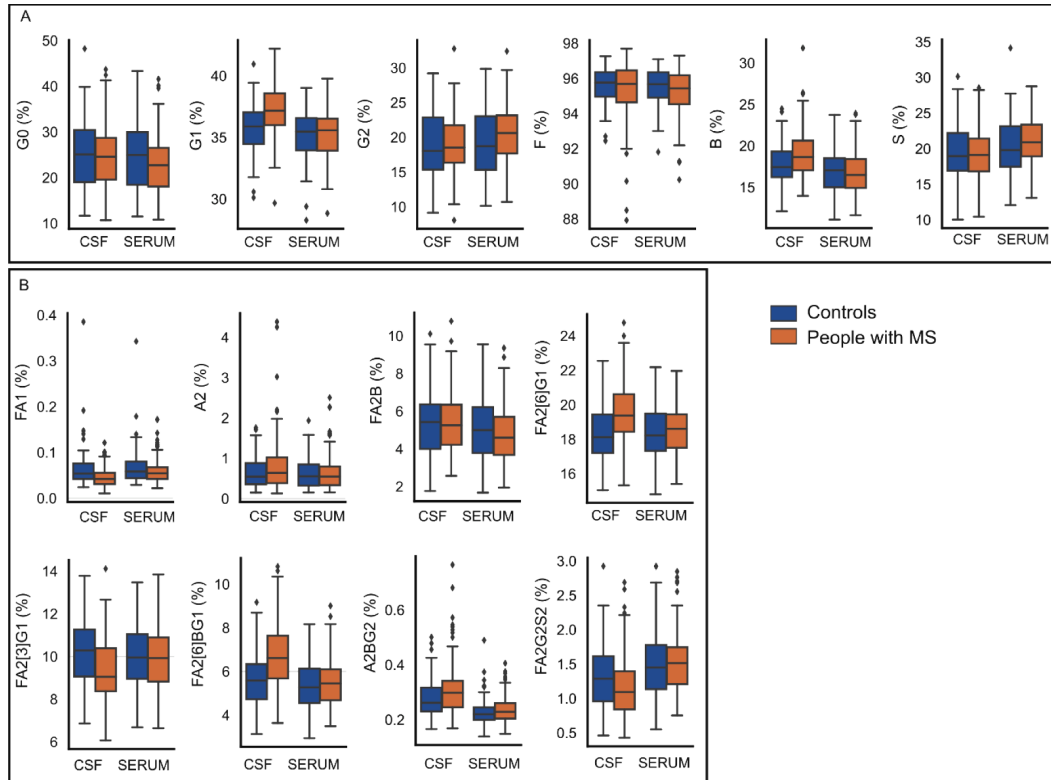 A
G0 (%)
50
40
30
20
10
CSF SERUM
G1 (%)
40
35
30
CSF SERUM
G2 (%)
30
25
20
15
10
CSF SERUM
F (%)
98
96
94
92
90
88
CSF SERUM
B (%)
30
25
20
15
CSF SERUM
S (%)
35
30
25
20
15
10
CSF SERUM
B
FA1 (%)
0.4
0.3
0.2
0.1
0.0
CSF SERUM
A2 (%)
4
3
2
1
0
CSF SERUM
FA2B (%)
10
8
6
4
2
CSF SERUM
FA2[6]G1 (%)
24
22
20
18
16
CSF SERUM
Controls
People with MS
FA2[3]G1 (%)
14
12
10
8
6
CSF SERUM
FA2[6]BG1 (%)
10
8
6
4
CSF SERUM
A2BG2 (%)
0.6
0.4
0.2
CSF SERUM
FA2G2S2 (%)
3.0
2.5
2.0
1.5
1.0
0.5
CSF SERUM